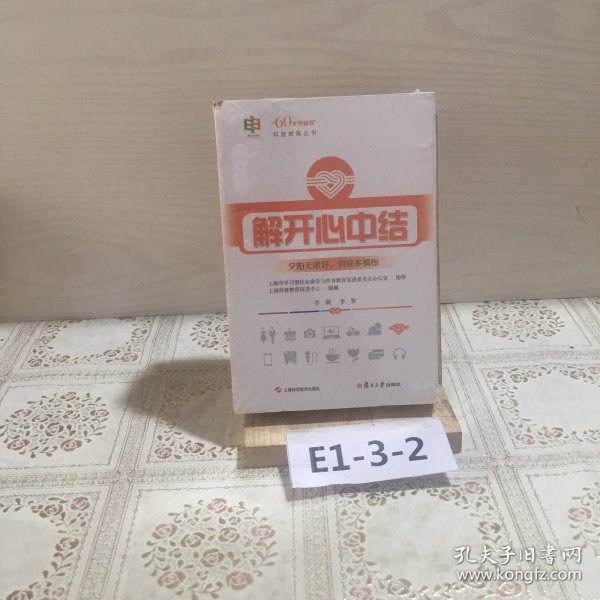 "60岁开始读"
科普教育丛书
解开心中结
夕阳无限好，何须多惆怅
上海市学习型社会建设与终身教育促进委员会办公室 指导
上海科普教育促进中心 组编
李黎
上海科学技术出版社
复旦大学出版社
E1-3-2
孔夫子旧书网
www.kongfz.com